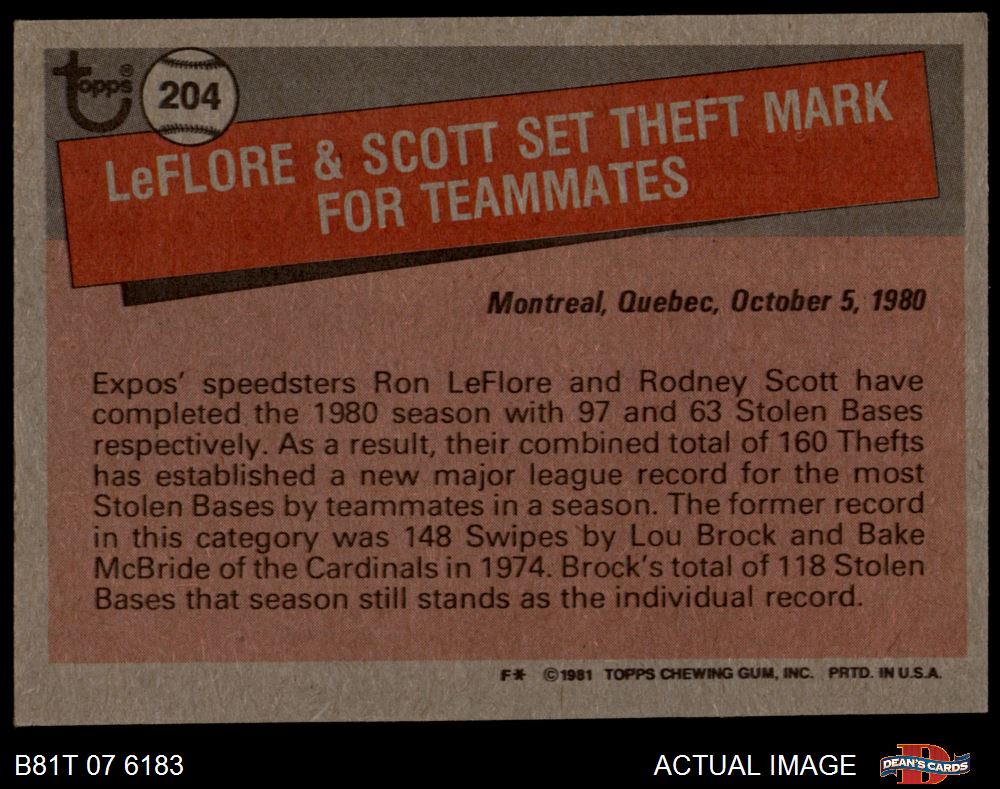 Topps®
204
LeFLORE & SCOTT SET THEFT MARK
FOR TEAMMATES
Montreal, Quebec, October 5, 1980
Expos' speedsters Ron LeFlore and Rodney Scott have
completed the 1980 season with 97 and 63 Stolen Bases
respectively. As a result, their combined total of 160 Thefts
has established a new major league record for the most
Stolen Bases by teammates in a season. The former record
in this category was 148 Swipes by Lou Brock and Bake
McBride of the Cardinals in 1974. Brock's total of 118 Stolen
Bases that season still stands as the individual record.
F* ©1981 TOPPS CHEWING GUM, INC. PRTD. IN U.S.A.
B81T 07 6183
ACTUAL IMAGE
D
DEAN'S CARDS